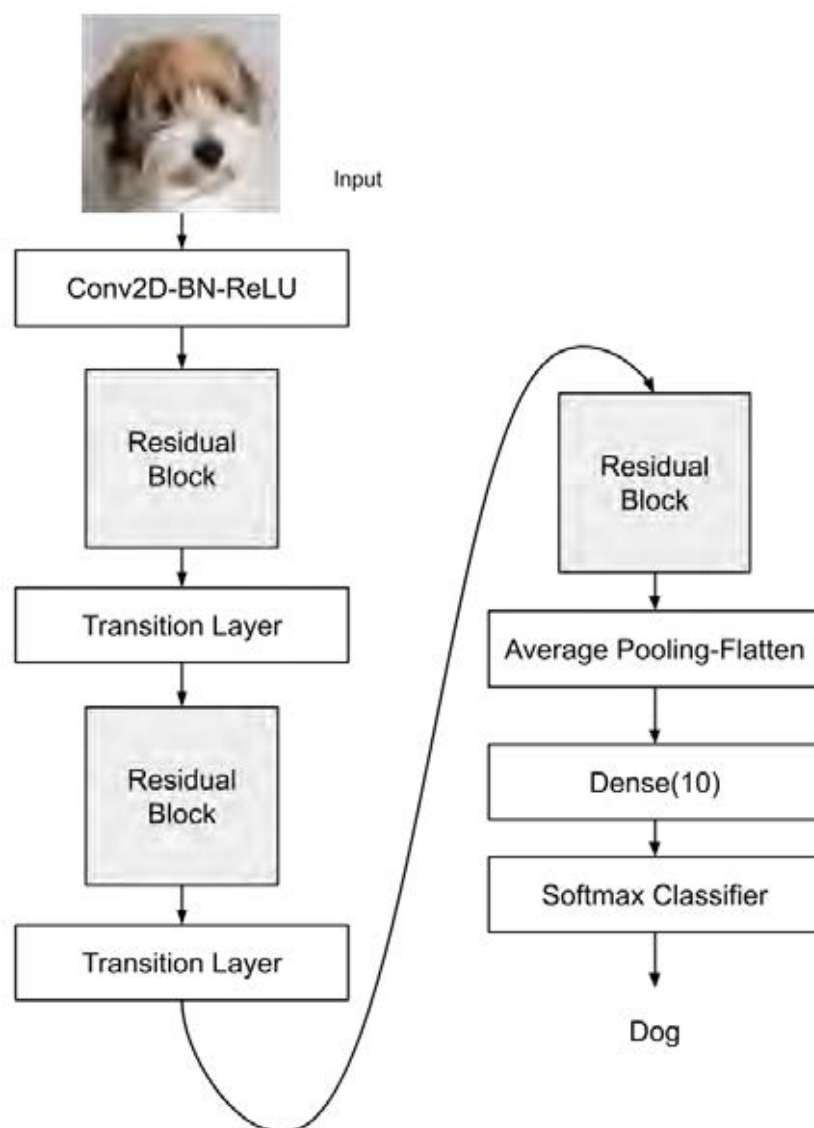 Input
Conv2D-BN-ReLU
Residual
Block
Transition Layer
Residual
Block
Transition Layer
Residual
Block
Average Pooling-Flatten
Dense(10)
Softmax Classifier
Dog